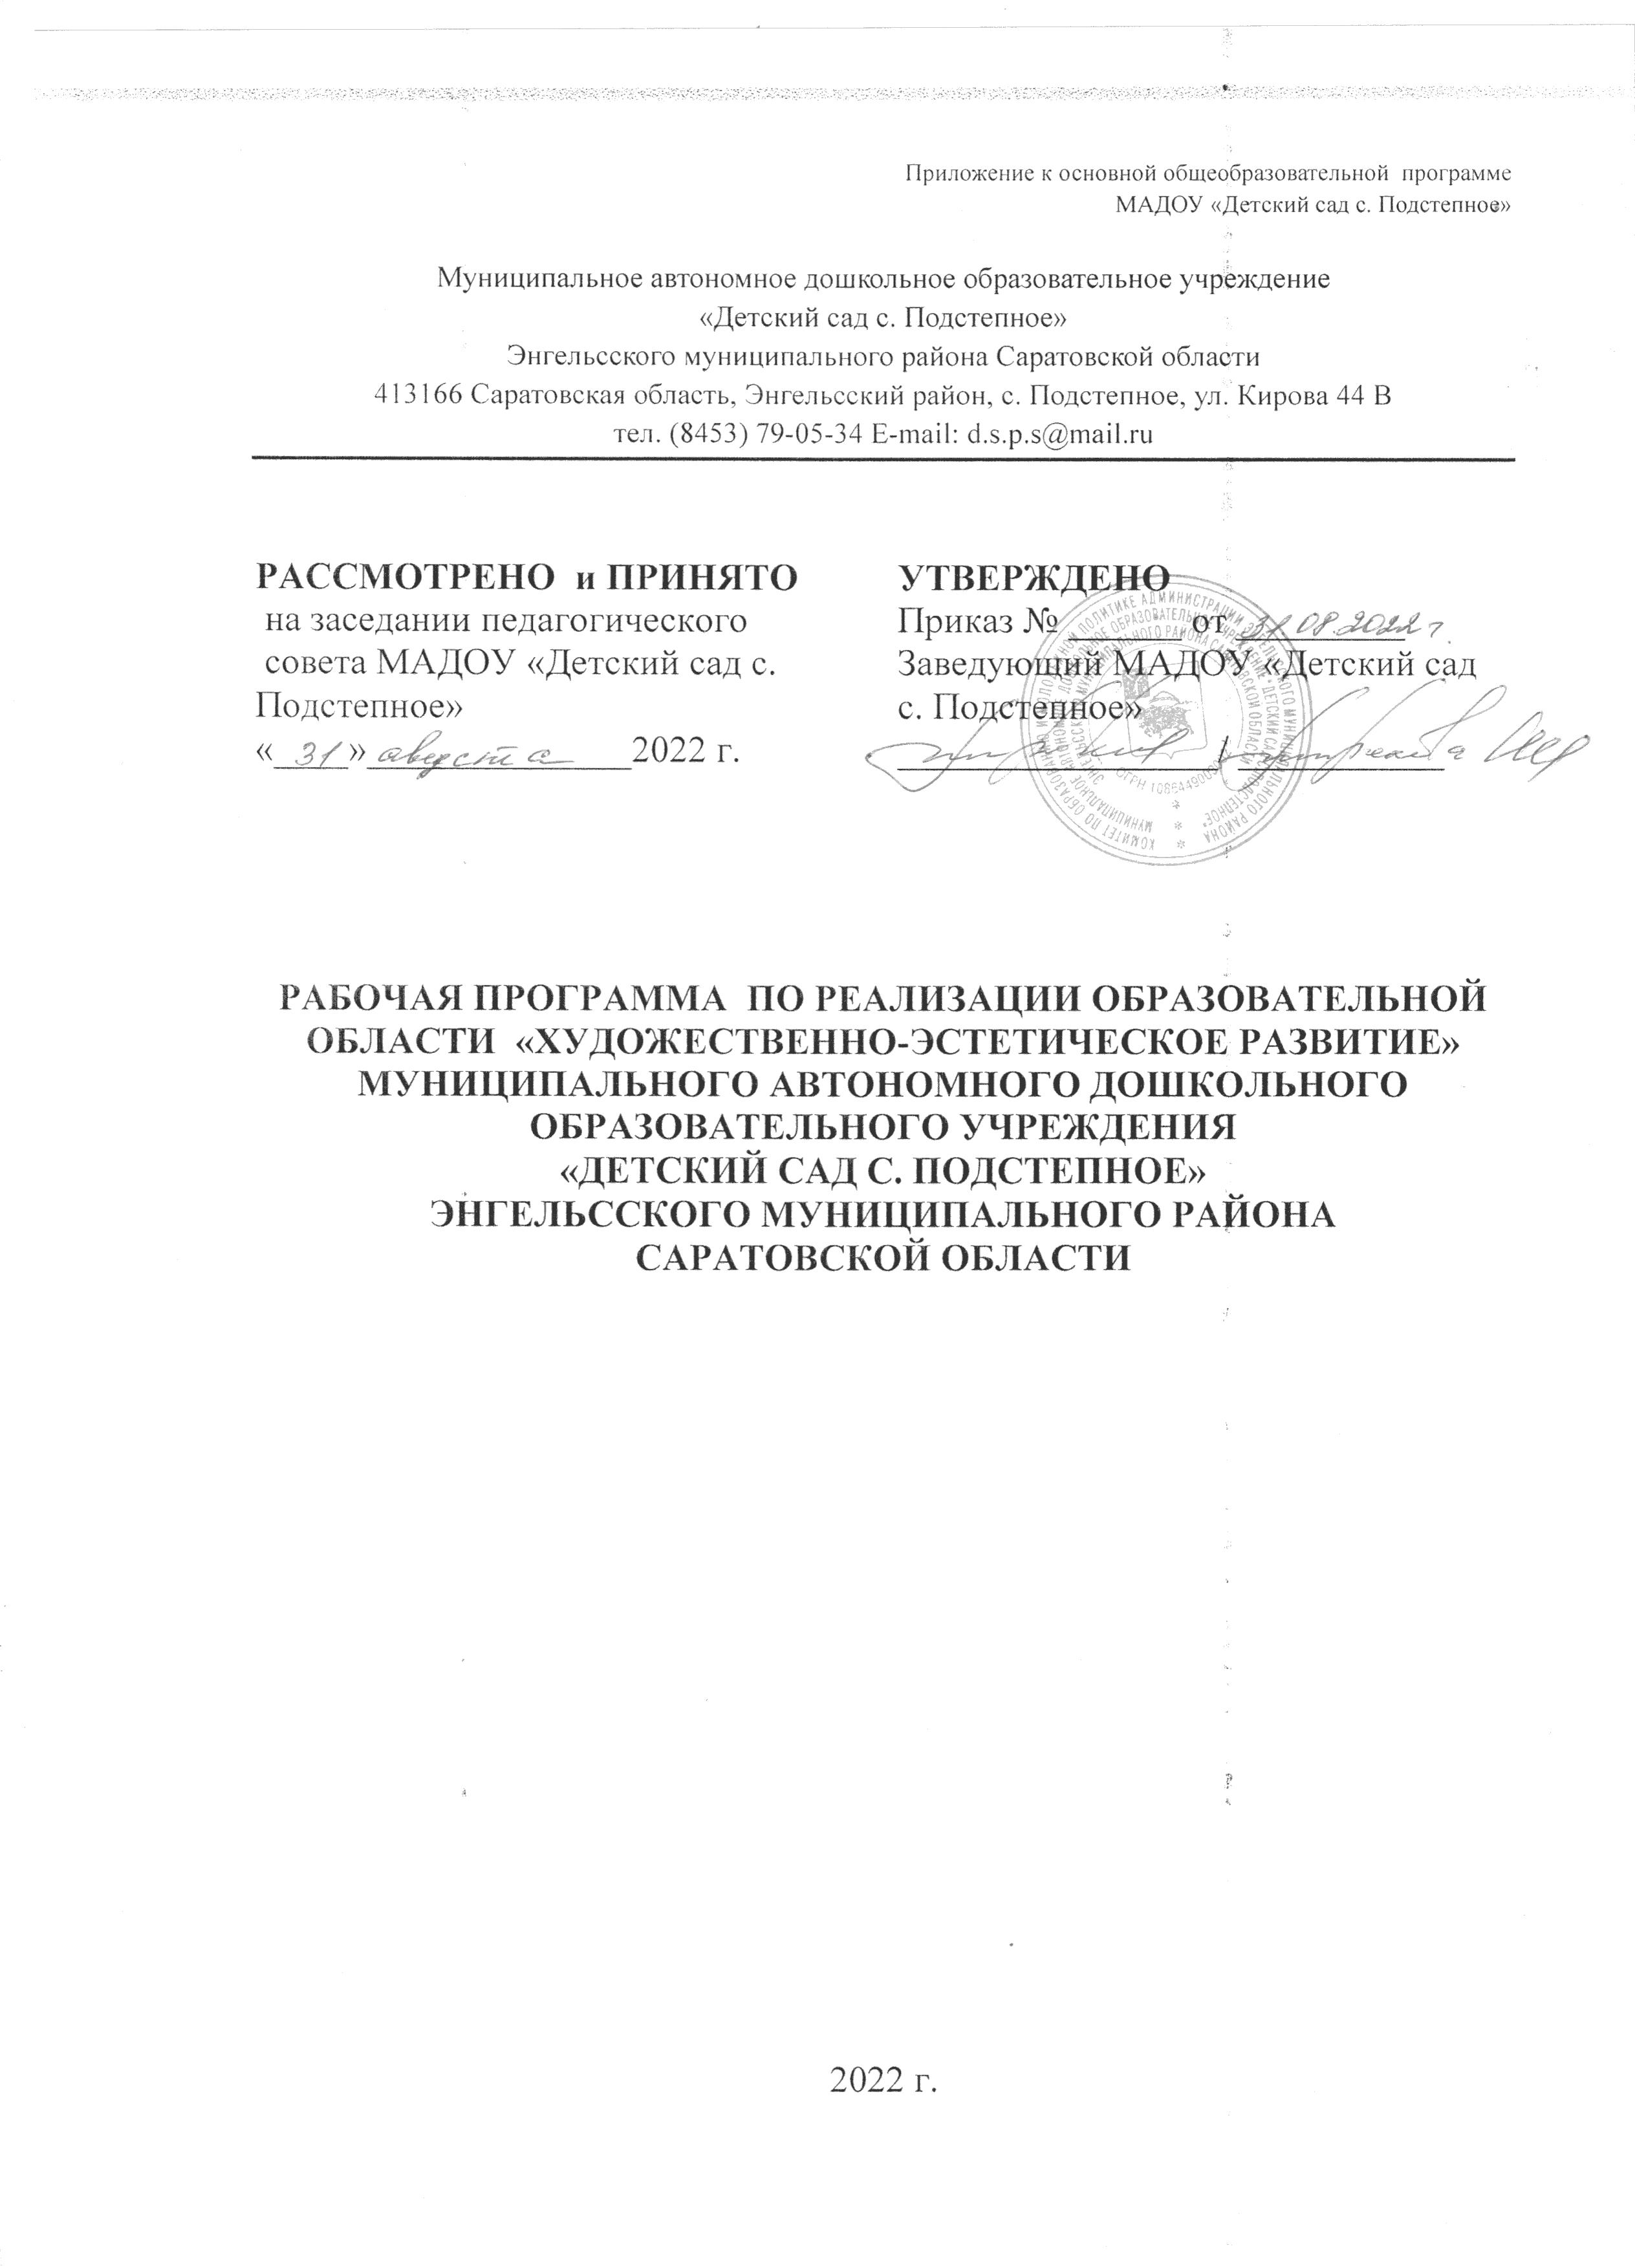 Приложение к основной общеобразовательной программе
МАДОУ «Детский сад с. Подстепное»
Муниципальное автономное дошкольное образовательное учреждение
«Детский сад с. Подстепное»
Энгельсского муниципального района Саратовской области
413166 Саратовская область, Энгельсский район, с. Подстепное, ул. Кирова 44 В
тел. (8453) 79-05-34 E-mail: d.s.p.s@mail.ru
РАССМОТРЕНО и ПРИНЯТО
на заседании педагогического
совета МАДОУ «Детский сад с.
Подстепное»
«31» августа 2022 г.
УТВЕРЖДЕНО
Приказ № ______ от 31.08.2022 г.
Заведующий МАДОУ «Детский сад
с. Подстепное»
РАБОЧАЯ ПРОГРАММА ПО РЕАЛИЗАЦИИ ОБРАЗОВАТЕЛЬНОЙ
ОБЛАСТИ «ХУДОЖЕСТВЕННО-ЭСТЕТИЧЕСКОЕ РАЗВИТИЕ»
МУНИЦИПАЛЬНОГО АВТОНОМНОГО ДОШКОЛЬНОГО
ОБРАЗОВАТЕЛЬНОГО УЧРЕЖДЕНИЯ
«ДЕТСКИЙ САД С. ПОДСТЕПНОЕ»
ЭНГЕЛЬССКОГО МУНИЦИПАЛЬНОГО РАЙОНА
САРАТОВСКОЙ ОБЛАСТИ
2022 г.